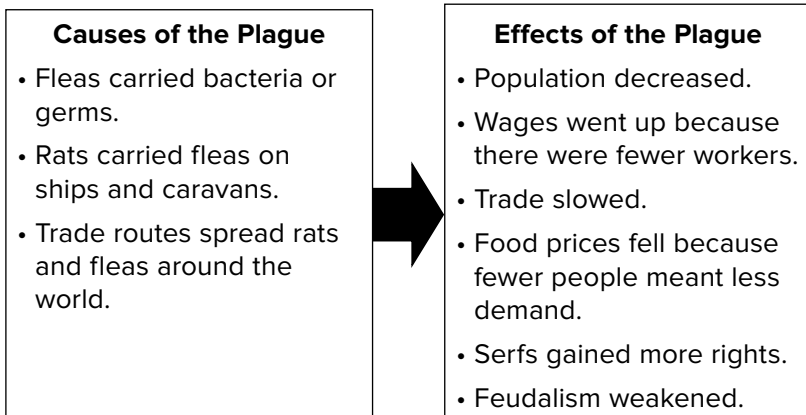 Causes of the Plague
• Fleas carried bacteria or
germs.
• Rats carried fleas on
ships and caravans.
• Trade routes spread rats
and fleas around the
world.
Effects of the Plague
• Population decreased.
• Wages went up because
there were fewer workers.
• Trade slowed.
• Food prices fell because
fewer people meant less
demand.
• Serfs gained more rights.
• Feudalism weakened.